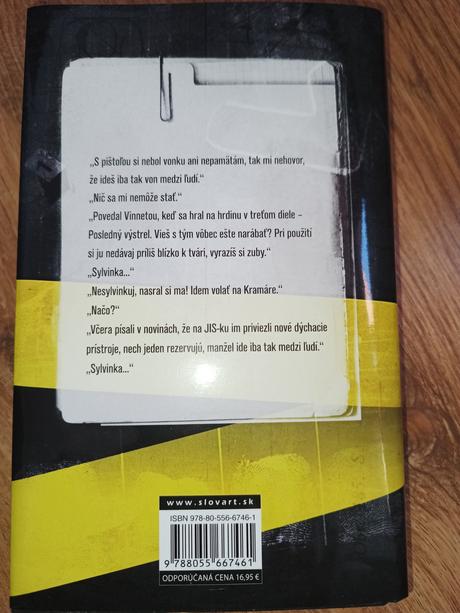 „S pištoľou si nebol vonku ani nepamätám, tak mi nehovor,
že ideš iba tak von medzi ľudí.“
„Nič sa mi nemôže stať.“
„Povedal Vinnetou, keď sa hral na hrdinu v treťom diele –
Posledný výstrel. Vieš s tým vôbec ešte narábať? Pri použití
si ju nedávaj príliš blízko k tvári, vyrazíš si zuby.“
„Sylvinka...“
„Nesylvinkuj, nasral si ma! Idem volať na Kramáre.“
„Načo?“
„Včera písali v novinách, že na JIS-ku im priviezli nové dýchacie
prístroje, nech jeden rezervujú, manžel ide iba tak medzi ľudí.“
„Sylvinka...“
www.slovart.sk
ISBN 978-80-556-6746-1
9 788055 667461
ODPORÚČANÁ CENA 16,95 €